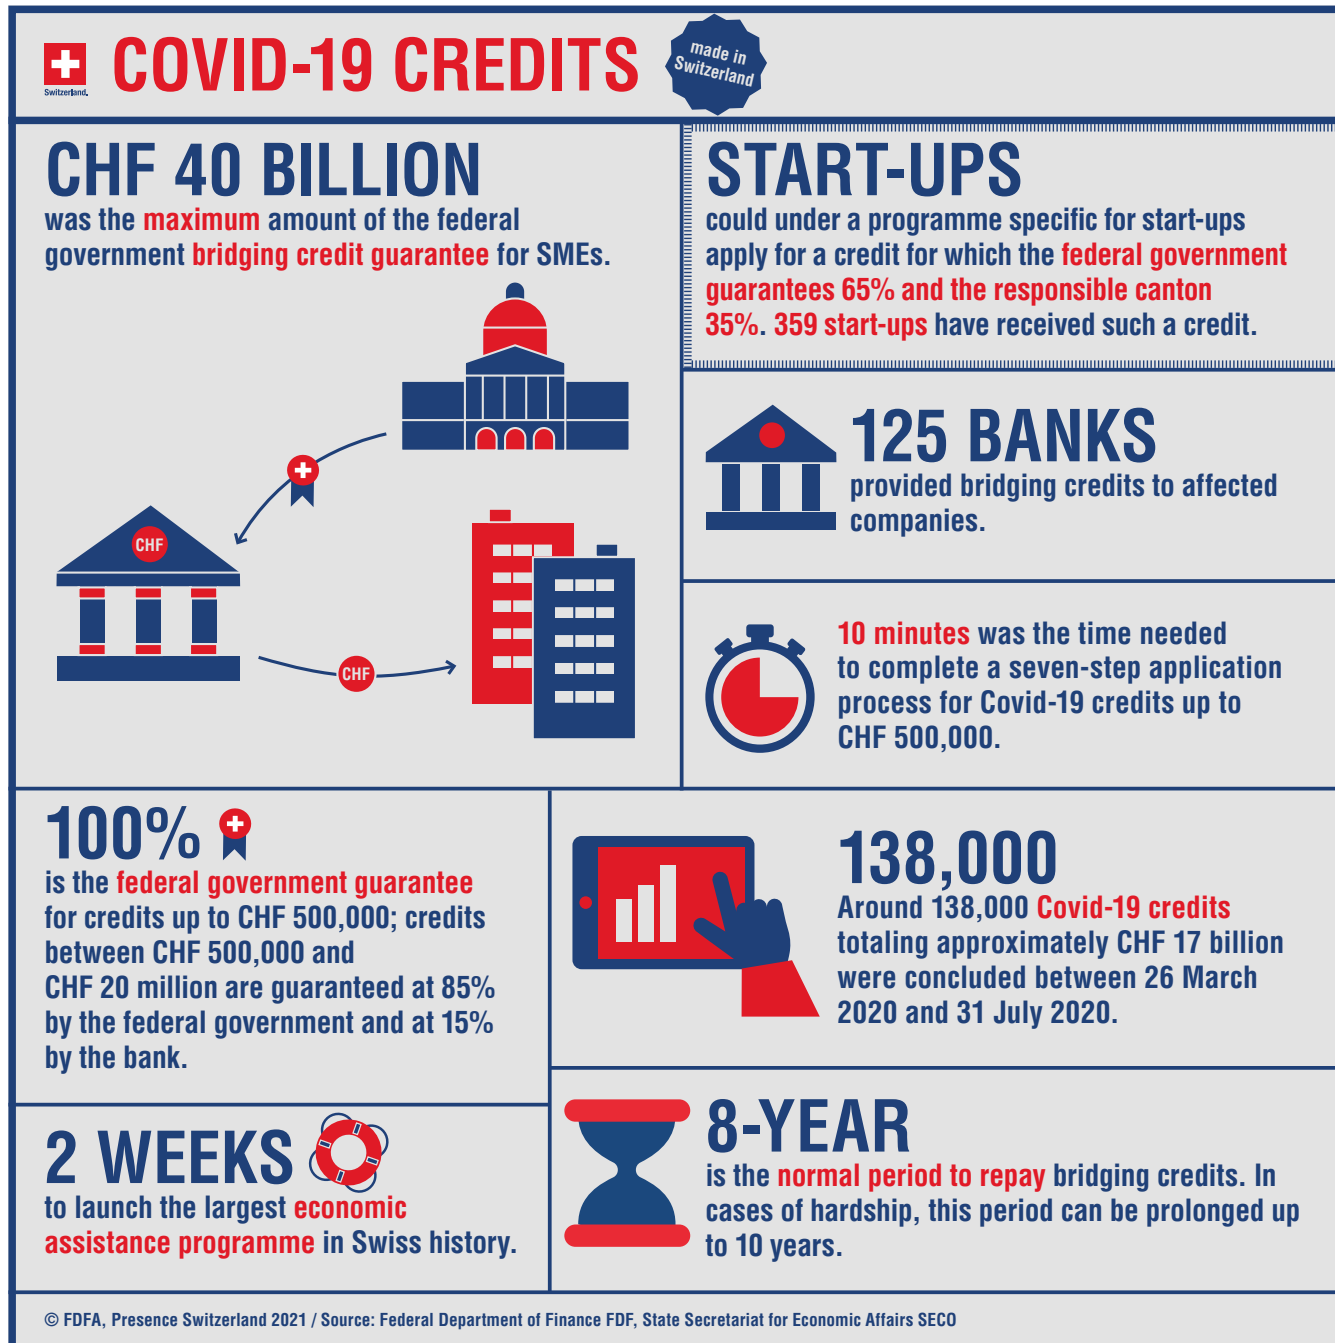 Switzerland.
COVID-19 CREDITS
made in
Switzerland
CHF 40 BILLION
was the maximum amount of the federal
government bridging credit guarantee for SMEs.
CHF
CHF
START-UPS
could under a programme specific for start-ups
apply for a credit for which the federal government
guarantees 65% and the responsible canton
35%. 359 start-ups have received such a credit.
125 BANKS
provided bridging credits to affected
companies.
10 minutes was the time needed
to complete a seven-step application
process for Covid-19 credits up to
CHF 500,000.
100%
is the federal government guarantee
for credits up to CHF 500,000; credits
between CHF 500,000 and
CHF 20 million are guaranteed at 85%
by the federal government and at 15%
by the bank.
138,000
Around 138,000 Covid-19 credits
totaling approximately CHF 17 billion
were concluded between 26 March
2020 and 31 July 2020.
2 WEEKS
to launch the largest economic
assistance programme in Swiss history.
8-YEAR
is the normal period to repay bridging credits. In
cases of hardship, this period can be prolonged up
to 10 years.
© FDFA, Presence Switzerland 2021 / Source: Federal Department of Finance FDF, State Secretariat for Economic Affairs SECO